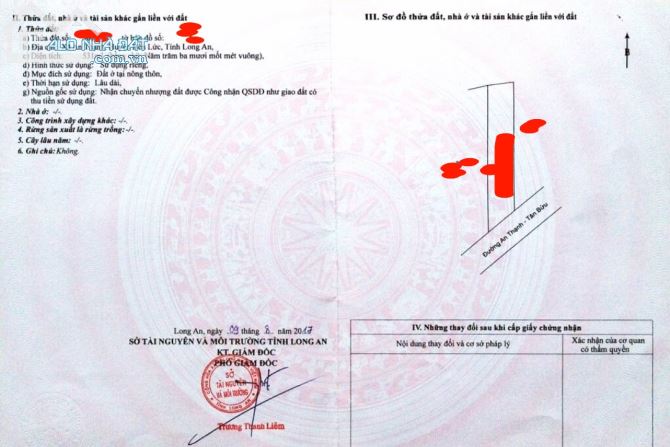 II. Thửa đất, nhà ở và tài sản khác gắn liền với đất
1. Thửa đất:
a) Thửa đất số: tờ bản đồ số:
b) Địa Lức, Tỉnh Long An,
c) Diện tích: 531 (Năm trăm ba mươi mốt mét vuông),
d) Hình thức sử dụng: Sử dụng riêng,
đ) Mục đích sử dụng: Đất ở tại nông thôn,
e) Thời hạn sử dụng: Lâu dài,
g) Nguồn gốc sử dụng: Nhận chuyển nhượng đất được Công nhận QSDĐ như giao đất có
thu tiền sử dụng đất.
2. Nhà ở: -/-.
3. Công trình xây dựng khác: -/-.
4. Rừng sản xuất là rừng trồng: -/-.
5. Cây lâu năm: -/-.
6. Ghi chú: Không.
Long An, ngày 09 tháng 8 năm 2017
SỞ TÀI NGUYÊN VÀ MÔI TRƯỜNG TỈNH LONG AN
KT. GIÁM ĐỐC
PHÓ GIÁM ĐỐC
SỞ
TÀI NGUYÊN
VÀ MÔI TRƯỜNG
Trương Thanh Liêm
III. Sơ đồ thửa đất, nhà ở và tài sản khác gắn liền với đất
B
Đường An Thạnh - Tân Bửu
IV. Những thay đổi sau khi cấp giấy chứng nhận
Nội dung thay đổi và cơ sở pháp lý
Xác nhận của cơ quan
có thẩm quyền